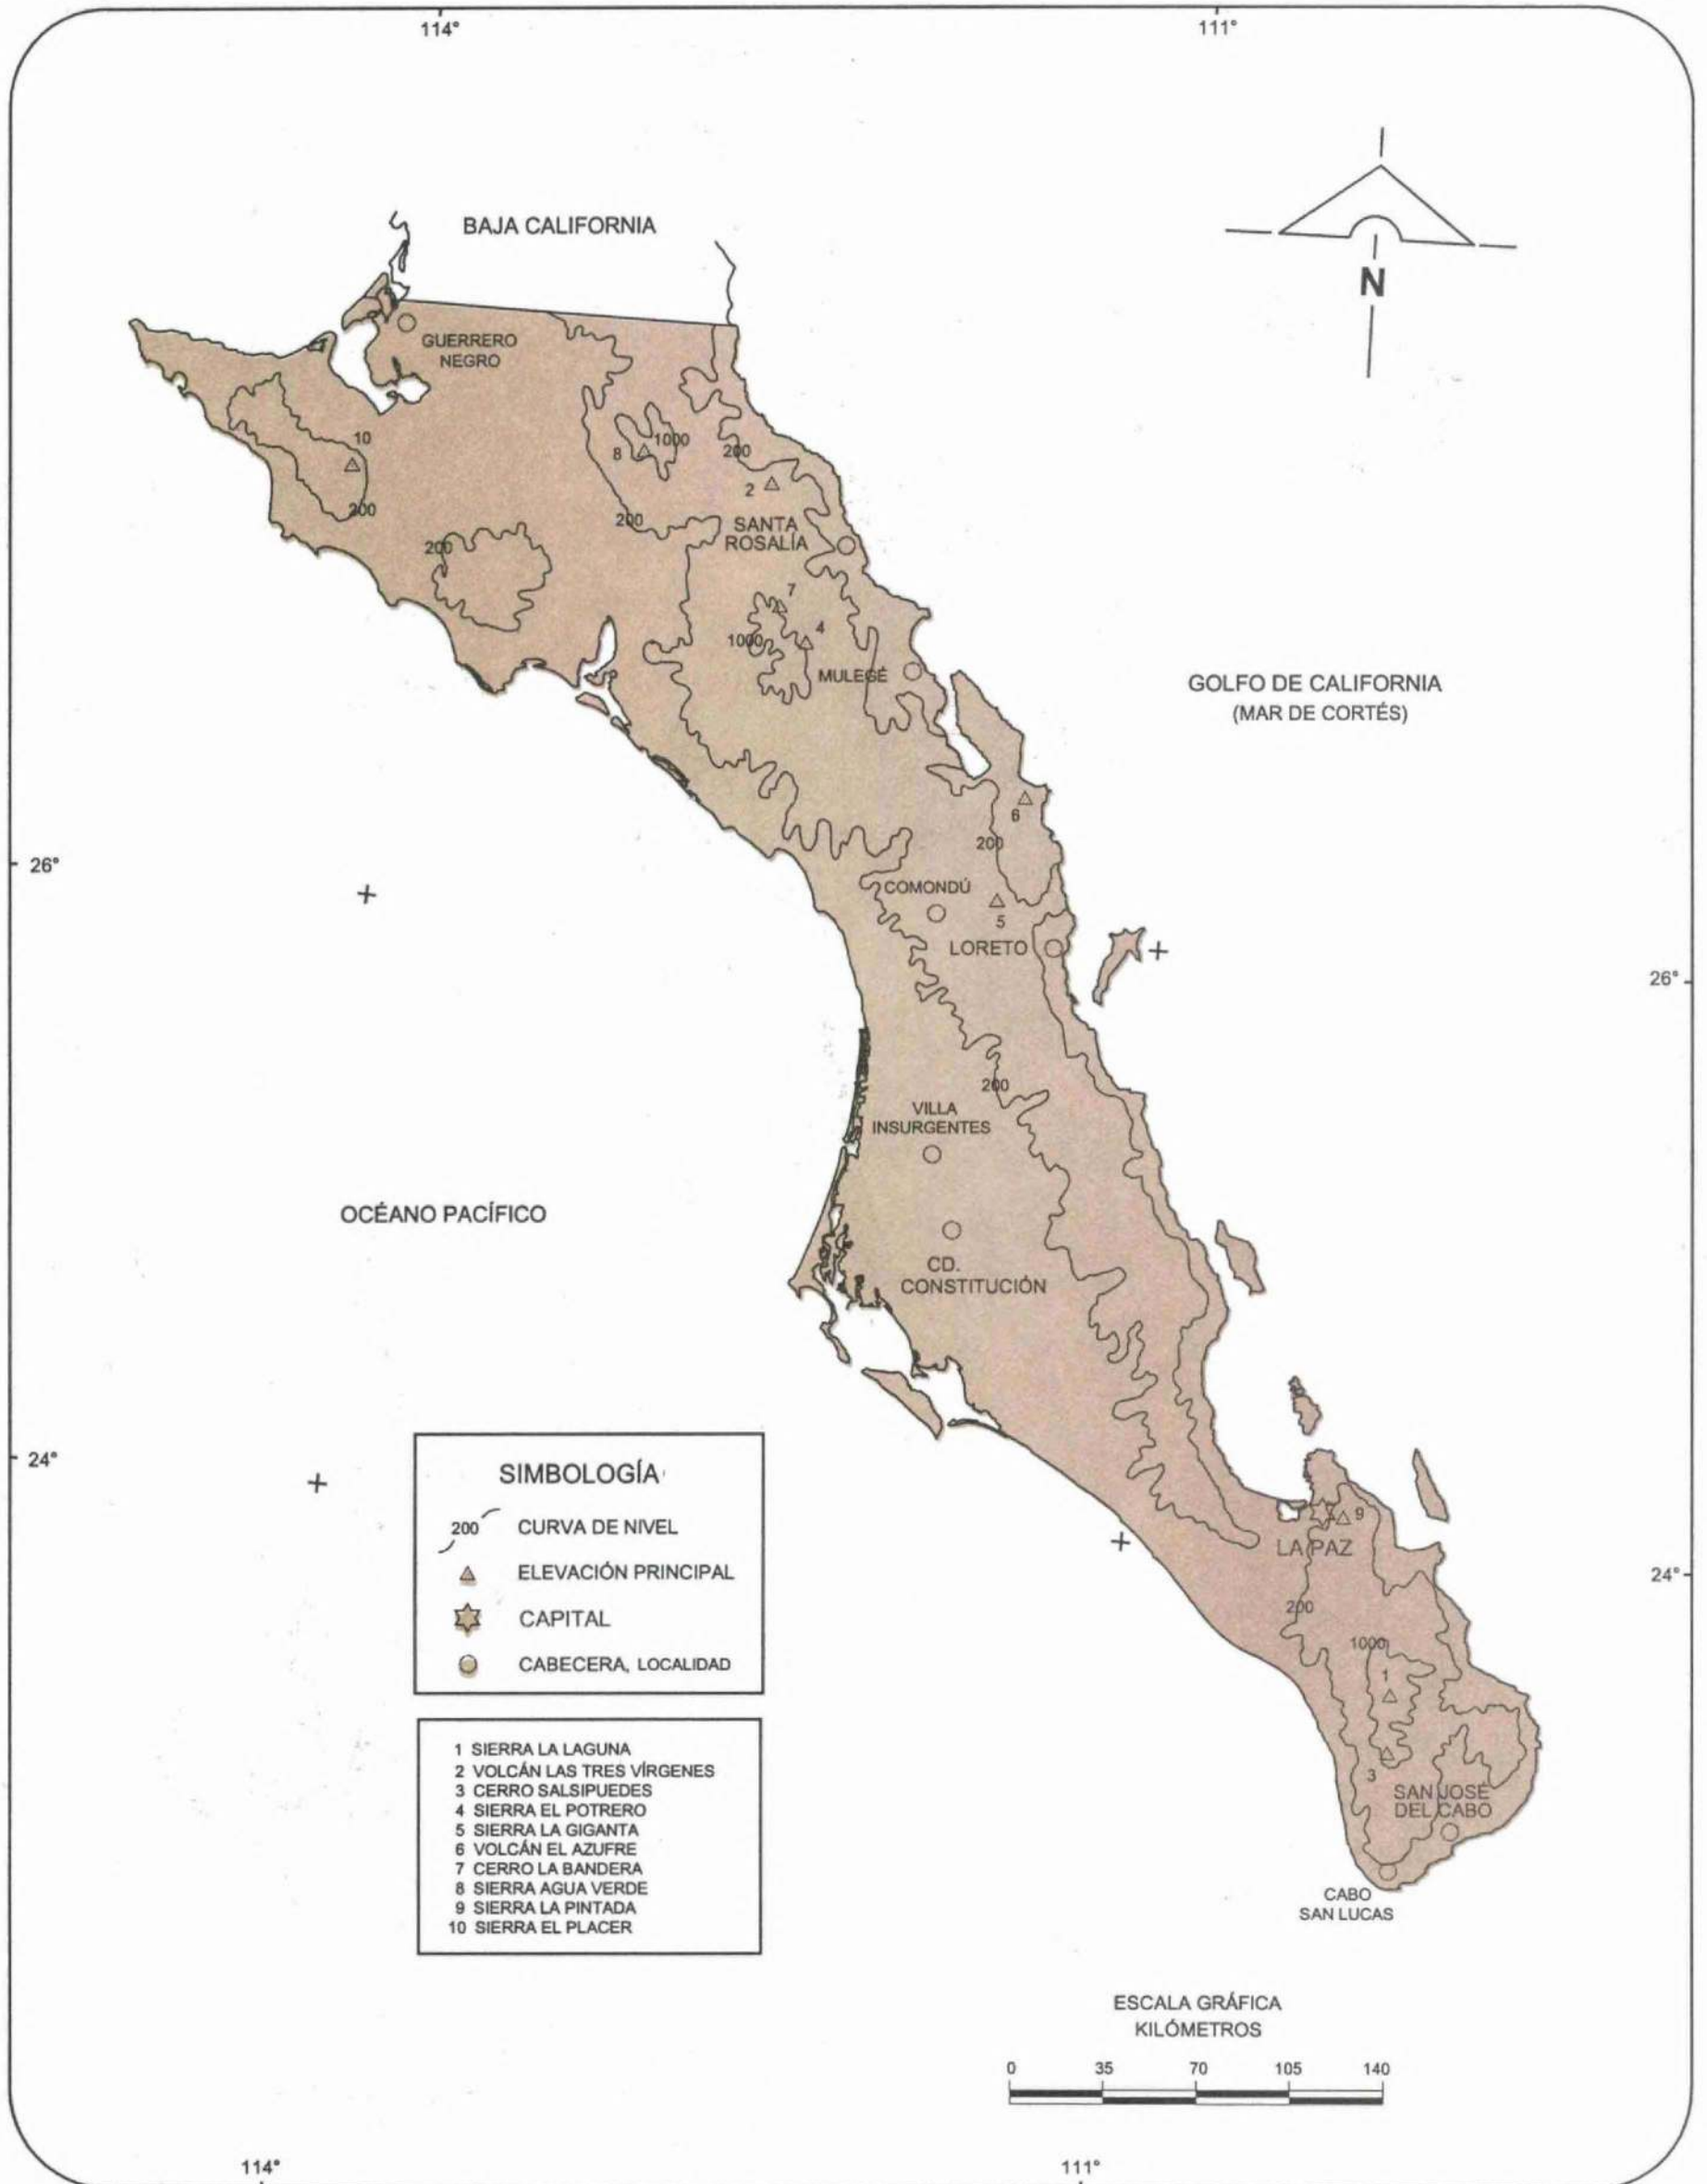 114°
111°
BAJA CALIFORNIA
N
GUERRERO
NEGRO
10
1000
8
200
2
200
200
SANTA
ROSALÍA
200
7
4
1000
MULEGÉ
GOLFO DE CALIFORNIA
(MAR DE CORTÉS)
6
200
26°
COMONDÚ
5
LORETO
26°
200
VILLA
INSURGENTES
OCÉANO PACÍFICO
CD.
CONSTITUCIÓN
24°
9
LA PAZ
24°
200
1000
1
3
SAN JOSÉ
DEL CABO
CABO
SAN LUCAS
SIMBOLOGÍA
200 CURVA DE NIVEL
ELEVACIÓN PRINCIPAL
CAPITAL
CABECERA, LOCALIDAD
1 SIERRA LA LAGUNA
2 VOLCÁN LAS TRES VÍRGENES
3 CERRO SALSIPUEDES
4 SIERRA EL POTRERO
5 SIERRA LA GIGANTA
6 VOLCÁN EL AZUFRE
7 CERRO LA BANDERA
8 SIERRA AGUA VERDE
9 SIERRA LA PINTADA
10 SIERRA EL PLACER
ESCALA GRÁFICA
KILÓMETROS
0 35 70 105 140
114°
111°